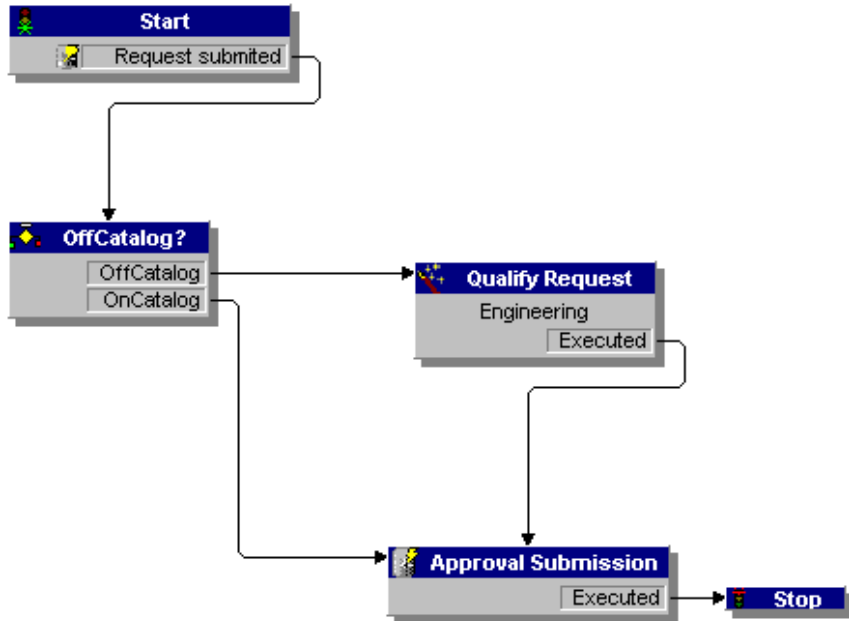 Start
Request submited
OffCatalog?
OffCatalog
OnCatalog
Qualify Request
Engineering
Executed
Approval Submission
Executed
Stop